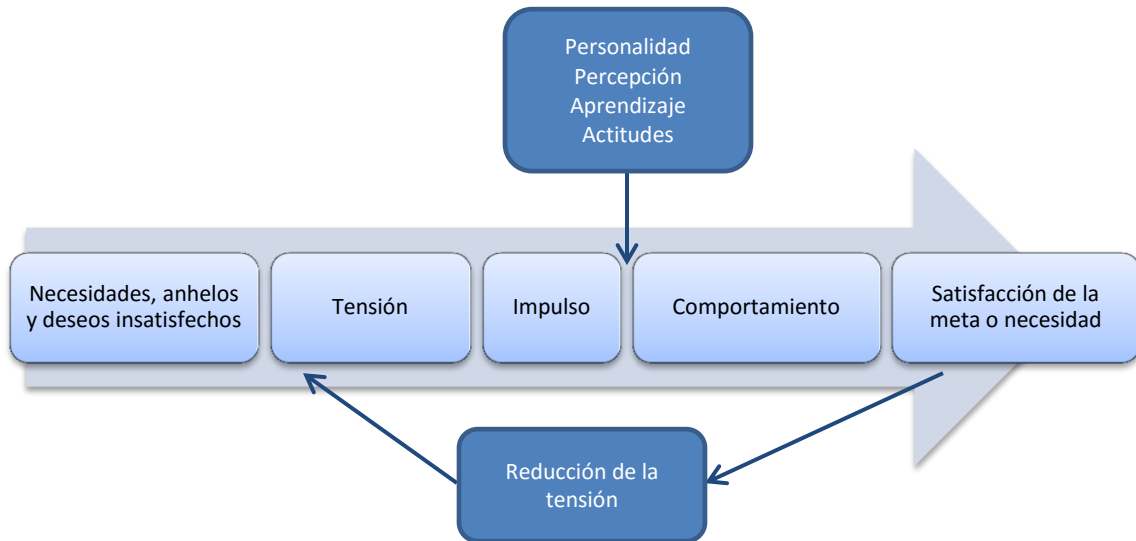 Personalidad
Percepción
Aprendizaje
Actitudes
Necesidades, anhelos
y deseos insatisfechos
Tensión
Impulso
Comportamiento
Satisfacción de la
meta o necesidad
Reducción de la
tensión